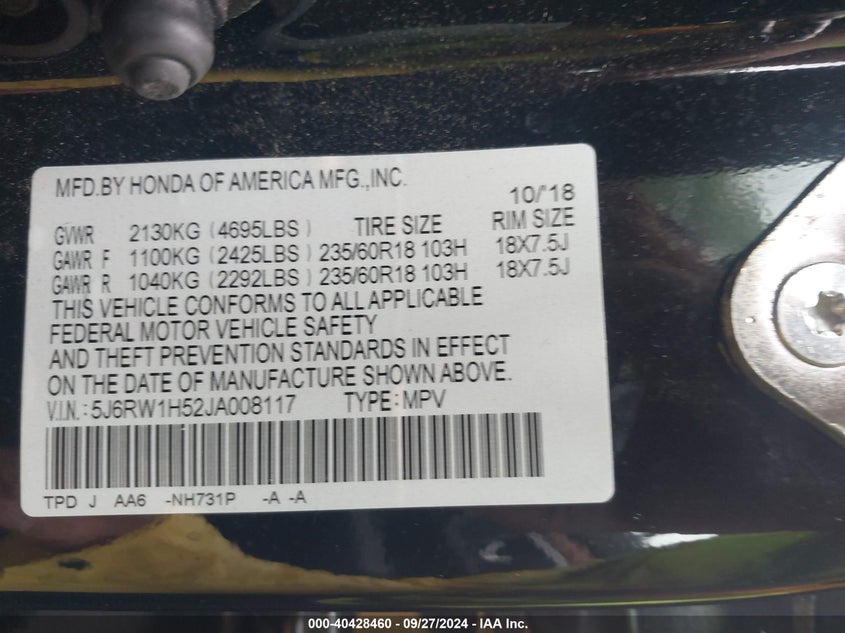 MFD.BY HONDA OF AMERICA MFG.,INC.
10/'18
GVWR 2130KG (4695LBS) TIRE SIZE RIM SIZE
GAWR F 1100KG (2425LBS) 235/60R18 103H 18X7.5J
GAWR R 1040KG (2292LBS) 235/60R18 103H 18X7.5J
THIS VEHICLE CONFORMS TO ALL APPLICABLE
FEDERAL MOTOR VEHICLE SAFETY
AND THEFT PREVENTION STANDARDS IN EFFECT
ON THE DATE OF MANUFACTURE SHOWN ABOVE.
V.I.N.: 5J6RW1H52JA008117 TYPE: MPV
TPD J AA6 -NH731P -A -A
000-40428460 - 09/27/2024 - IAA Inc.